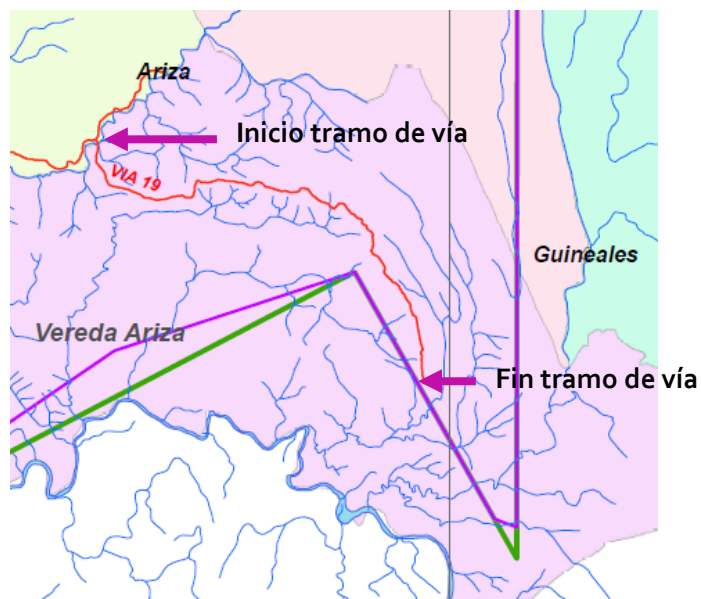 Ariza
Inicio tramo de vía
VIA 19
Guineales
Vereda Ariza
Fin tramo de vía